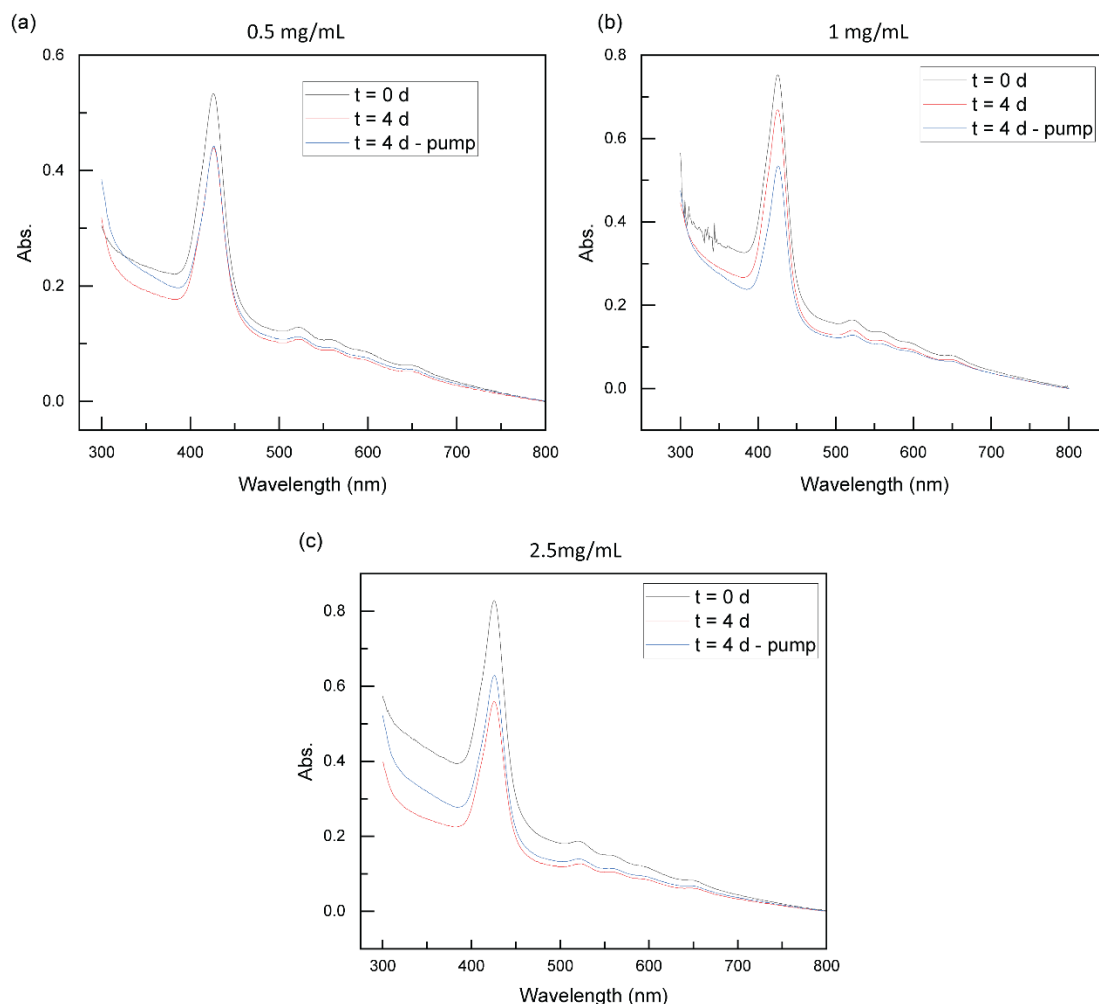 (a)
0.5 mg/mL
0.6
0.4
0.2
0.0
Abs.
t = 0 d
t = 4 d
t = 4 d - pump
300 400 500 600 700 800
Wavelength (nm)
(b)
1 mg/mL
0.8
0.6
0.4
0.2
0.0
Abs.
t = 0 d
t = 4 d
t = 4 d - pump
300 400 500 600 700 800
Wavelength (nm)
(c)
2.5mg/mL
0.8
0.6
0.4
0.2
0.0
Abs.
t = 0 d
t = 4 d
t = 4 d - pump
300 400 500 600 700 800
Wavelength (nm)